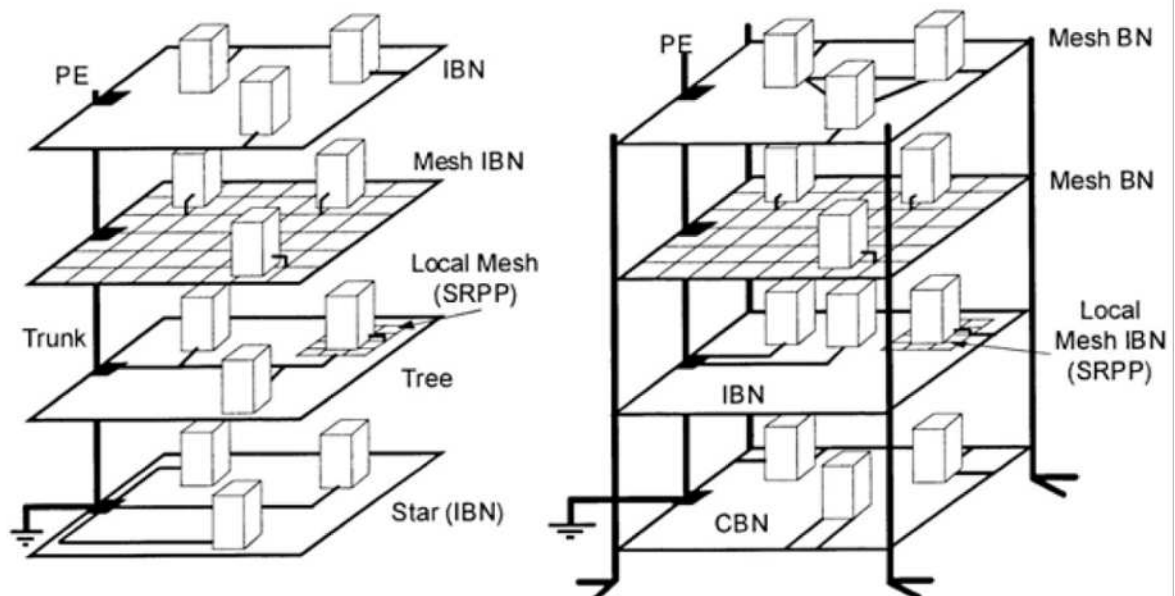 PE
IBN
Mesh IBN
Local Mesh
(SRPP)
Trunk
Tree
Star (IBN)
PE
Mesh BN
Mesh BN
Local
Mesh IBN
(SRPP)
IBN
CBN